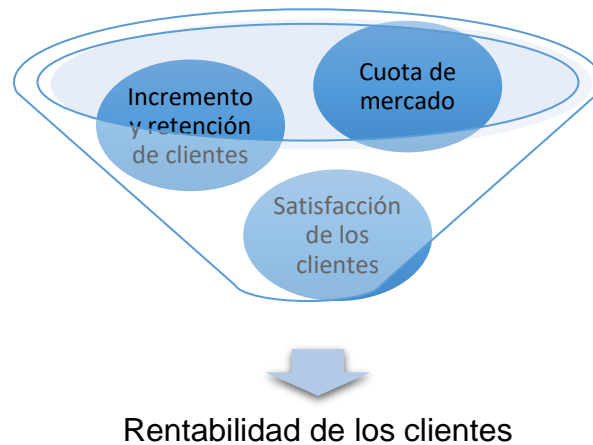 Incremento
y retención
de clientes
Cuota de
mercado
Satisfacción
de los
clientes
Rentabilidad de los clientes